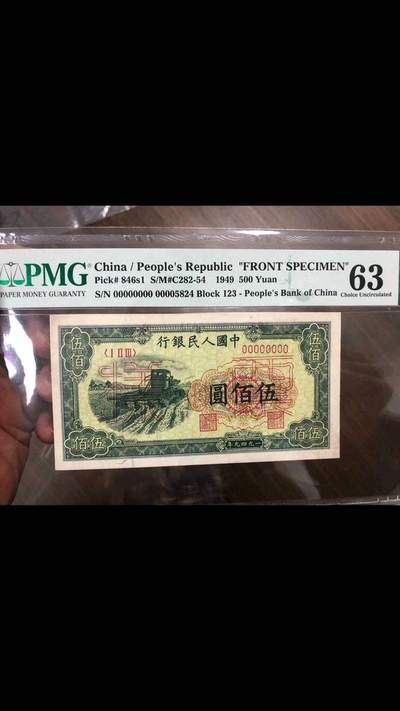 PMG China / People's Republic "FRONT SPECIMEN" 63
Pick# 846s1 S/M#C282-54 1949 500 Yuan
PAPER MONEY GUARANTY
Choice Uncirculated
S/N 00000000 00005824 Block 123 - People's Bank of China
行銀民人國中
〈I II III〉 00000000
圓佰伍
伍佰
伍佰
佰伍
佰伍
年九四九一